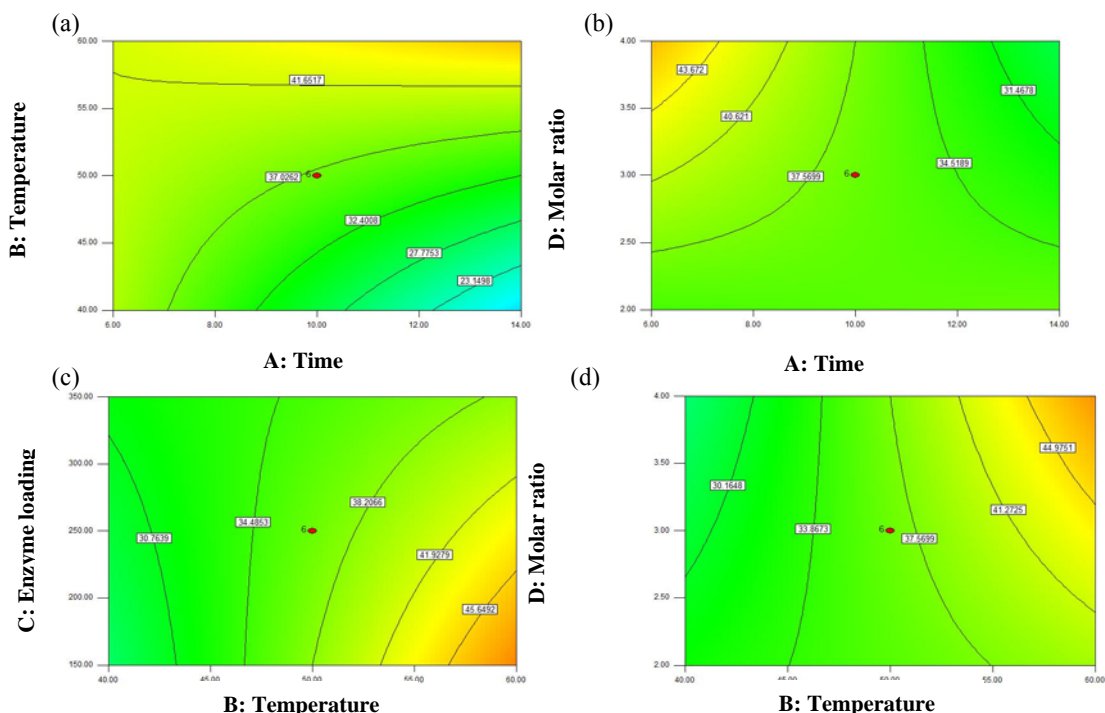 (a)
60.00
55.00
50.00
45.00
40.00
41.6517
37.0262
6
32.4008
27.7753
23.1498
6.00 8.00 10.00 12.00 14.00
B: Temperature
A: Time
(b)
4.00
3.50
3.00
2.50
2.00
43.672
40.621
37.5699
6
34.5189
31.4678
6.00 8.00 10.00 12.00 14.00
D: Molar ratio
A: Time
(c)
350.00
300.00
250.00
200.00
150.00
30.7639
34.4853
6
38.2066
41.9279
45.6492
40.00 45.00 50.00 55.00 60.00
C: Enzyme loading
B: Temperature
(d)
4.00
3.50
3.00
2.50
2.00
30.1648
33.8673
6
37.5699
41.2725
44.9751
40.00 45.00 50.00 55.00 60.00
D: Molar ratio
B: Temperature